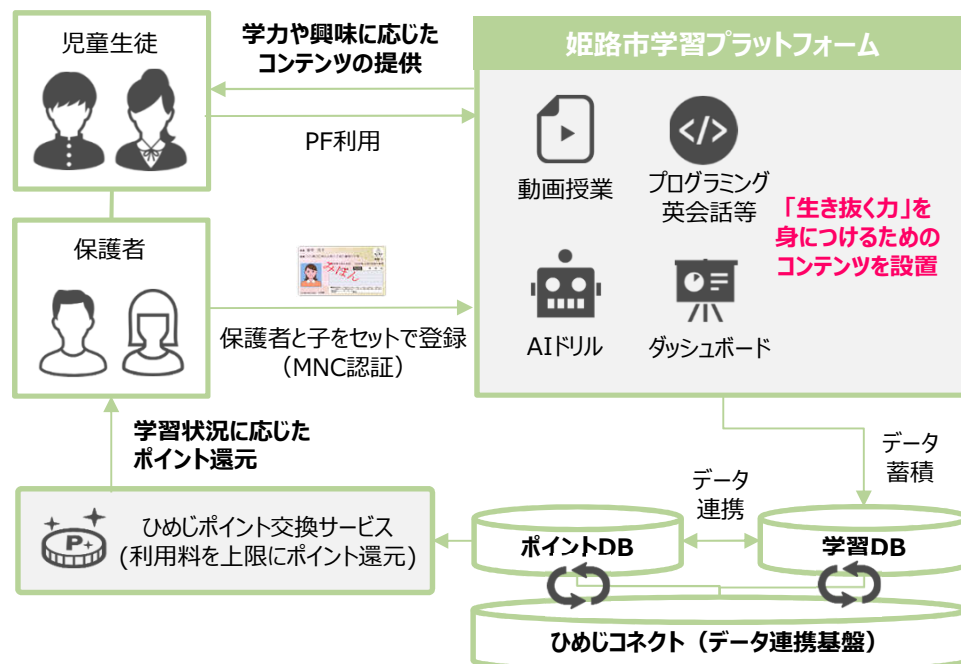 児童生徒
学力や興味に応じた
コンテンツの提供
PF利用
姫路市学習プラットフォーム
動画授業
プログラミング
英会話等
「生き抜く力」を
身につけるための
コンテンツを設置
AIドリル
ダッシュボード
保護者
みほん
保護者と子をセットで登録
（MNC認証）
学習状況に応じた
ポイント還元
データ
蓄積
データ
連携
P+
ひめじポイント交換サービス
(利用料を上限にポイント還元)
ポイントDB
学習DB
ひめじコネクト（データ連携基盤）